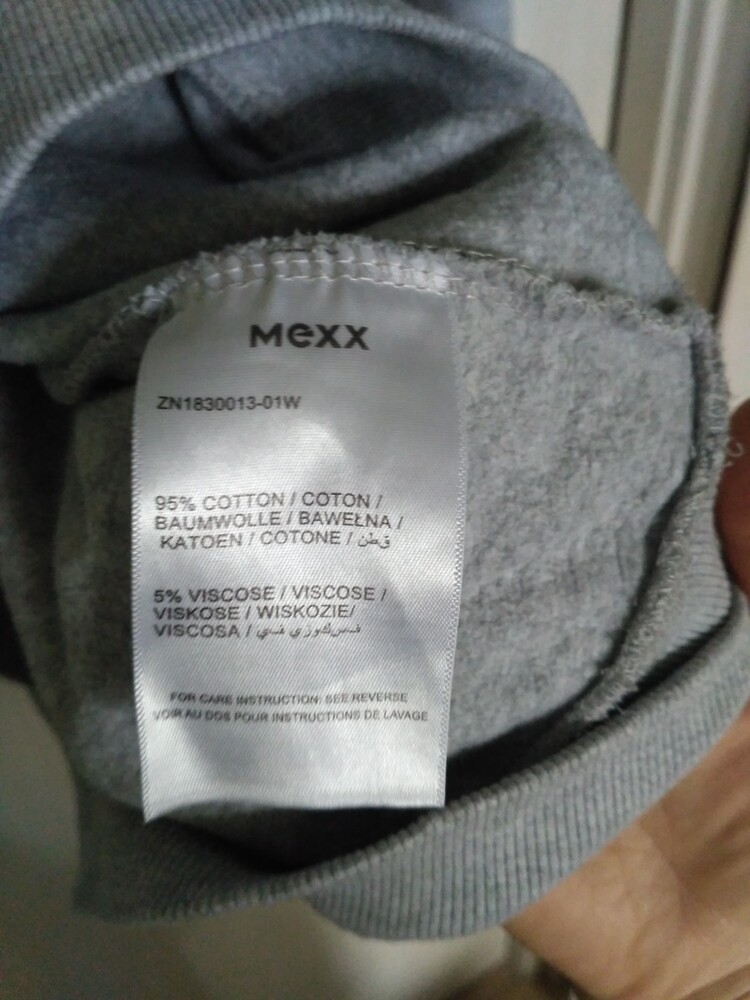 Mexx
ZN1830013-01W
95% COTTON / COTON /
BAUMWOLLE / BAWEŁNA /
KATOEN / COTONE / قطن
5% VISCOSE / VISCOSE /
VISKOSE / WISKOZIE/
VISCOSA /
FOR CARE INSTRUCTION: SEE REVERSE
VOIR AU DOS POUR INSTRUCTIONS DE LAVAGE